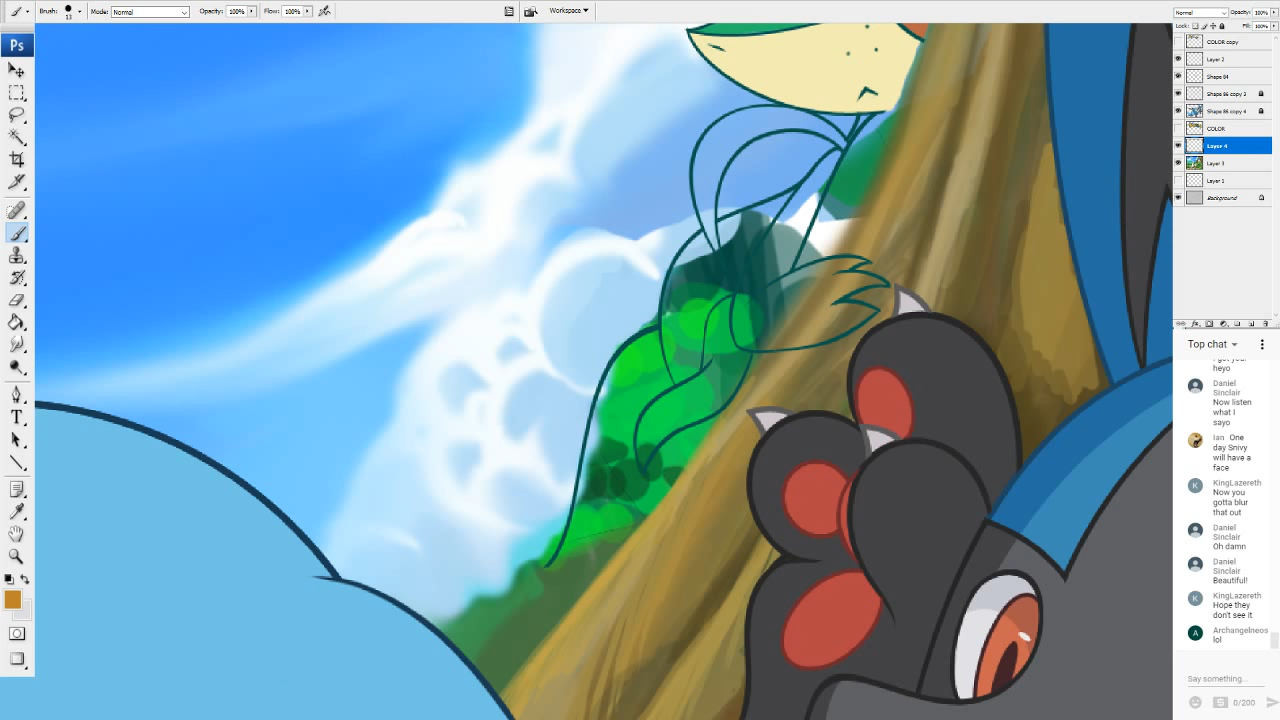 Brush: 13 Mode: Normal Opacity: 100% Flow: 100% Workspace
Ps
T
Normal Opacity: 100%
Lock: Fill: 100%
COLOR copy
Layer 2
Shape 84
Shape 86 copy 3
Shape 86 copy 4
COLOR
Layer 4
Layer 3
Layer 1
Background
Top chat
heyo
Daniel
Sinclair
Now listen
what I
sayo
Ian One
day Snivy
will have a
face
KingLazereth
Now you
gotta blur
that out
Daniel
Sinclair
Oh damn
Daniel
Sinclair
Beautiful!
KingLazereth
Hope they
don't see it
Archangelneos
lol
Say something...
0/200